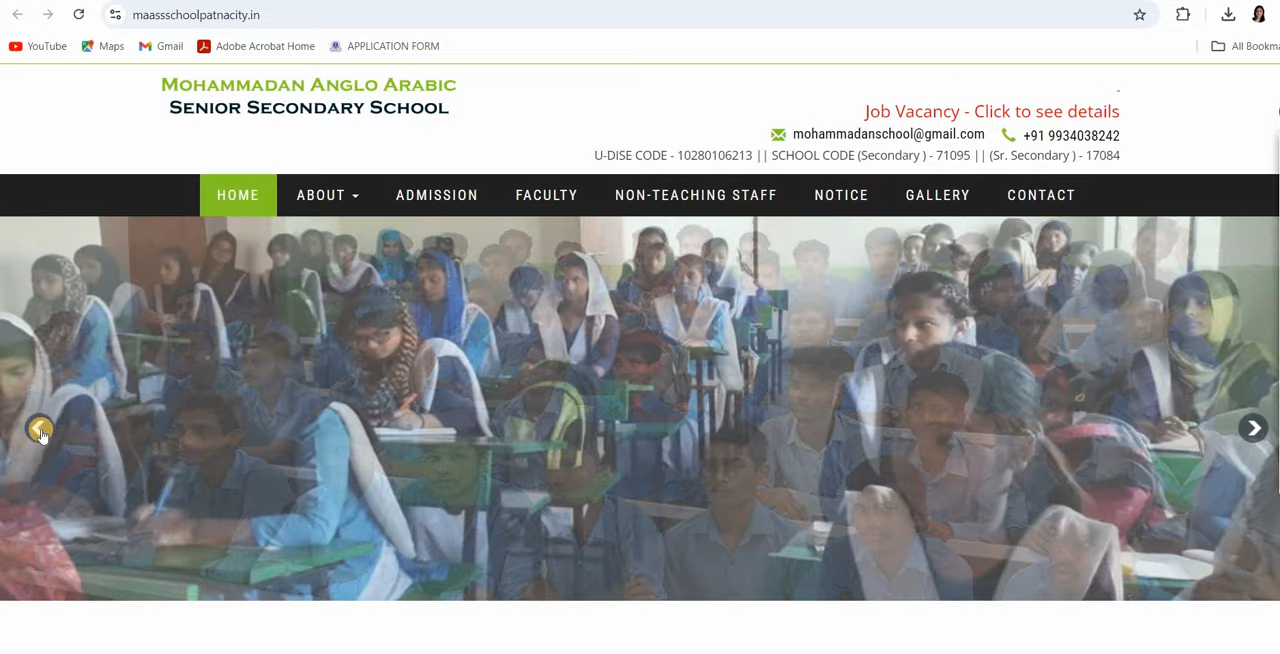 maassschoolpatnacity.in
YouTube Maps Gmail Adobe Acrobat Home APPLICATION FORM All Bookma
MOHAMMADAN ANGLO ARABIC
SENIOR SECONDARY SCHOOL
Job Vacancy - Click to see details
mohammadanschool@gmail.com +91 9934038242
U-DISE CODE - 10280106213 || SCHOOL CODE (Secondary ) - 71095 || (Sr. Secondary ) - 17084
HOME ABOUT ADMISSION FACULTY NON-TEACHING STAFF NOTICE GALLERY CONTACT